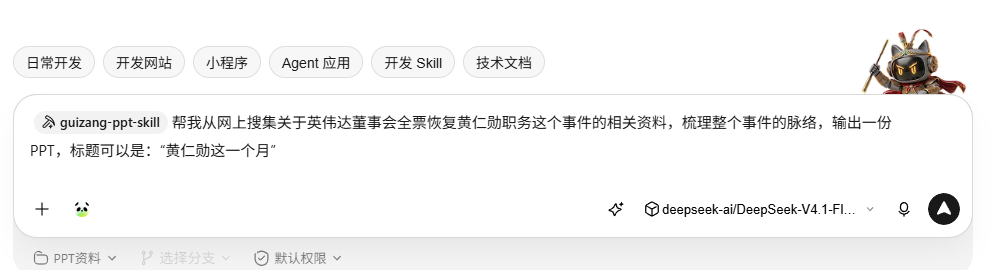 日常开发 开发网站 小程序 Agent 应用 开发 Skill 技术文档
guizang-ppt-skill 帮我从网上搜集关于英伟达董事会全票恢复黄仁勋职务这个事件的相关资料，梳理整个事件的脉络，输出一份
PPT，标题可以是：“黄仁勋这一个月”
deepseek-ai/DeepSeek-V4.1-Fl...
PPT资料 选择分支 默认权限